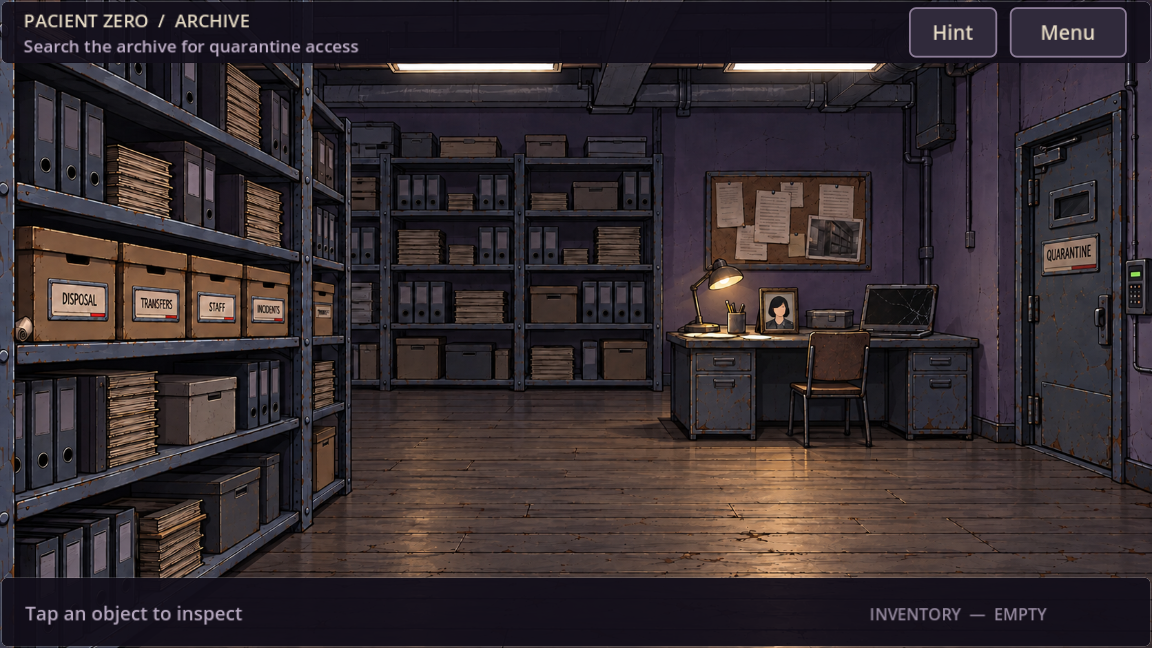 PACIENT ZERO / ARCHIVE
Search the archive for quarantine access
Hint
Menu
QUARANTINE
DISPOSAL
TRANSFERS
STAFF
INCIDENTS
Tap an object to inspect
INVENTORY — EMPTY